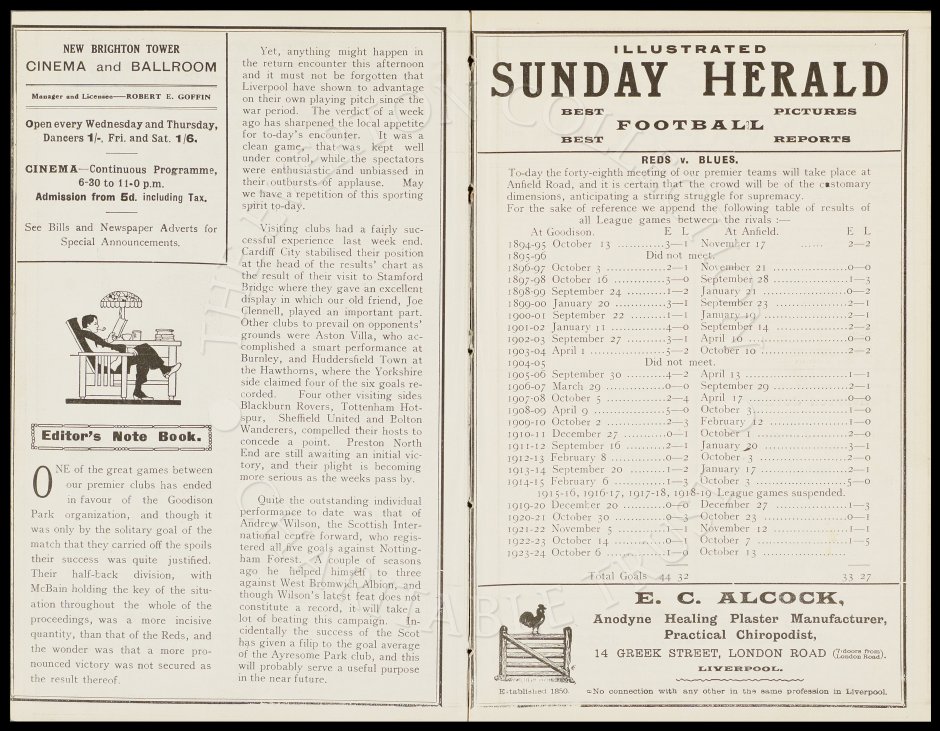 NEW BRIGHTON TOWER
CINEMA and BALLROOM
Manager and Licensee—ROBERT E. GOFFIN
Open every Wednesday and Thursday,
Dancers 1/-. Fri. and Sat. 1/6.
CINEMA—Continuous Programme,
6-30 to 11-0 p.m.
Admission from 5d. including Tax.
See Bills and Newspaper Adverts for
Special Announcements.
Editor's Note Book.
ONE of the great games between
our premier clubs has ended
in favour of the Goodison
Park organization, and though it
was only by the solitary goal of the
match that they carried off the spoils
their success was quite justified.
Their half-back division, with
McBain holding the key of the situ-
ation throughout the whole of the
proceedings, was a more incisive
quantity, than that of the Reds, and
the wonder was that a more pro-
nounced victory was not secured as
the result thereof.
Yet, anything might happen in
the return encounter this afternoon
and it must not be forgotten that
Liverpool have shown to advantage
on their own playing pitch since the
war period. The verdict of a week
ago has sharpened the local appetite
for to-day's encounter. It was a
clean game, that was kept well
under control, while the spectators
were enthusiastic and unbiassed in
their outbursts of applause. May
we have a repetition of this sporting
spirit to-day.
Visiting clubs had a fairly suc-
cessful experience last week end.
Cardiff City stabilised their position
at the head of the results' chart as
the result of their visit to Stamford
Bridge where they gave an excellent
display in which our old friend, Joe
Clennell, played an important part.
Other clubs to prevail on opponents'
grounds were Aston Villa, who ac-
complished a smart performance at
Burnley, and Huddersfield Town at
the Hawthorns, where the Yorkshire
side claimed four of the six goals re-
corded. Four other visiting sides
Blackburn Rovers, Tottenham Hot-
spur, Sheffield United and Bolton
Wanderers, compelled their hosts to
concede a point. Preston North
End are still awaiting an initial vic-
tory, and their plight is becoming
more serious as the weeks pass by.
Quite the outstanding individual
performance to date was that of
Andrew Wilson, the Scottish Inter-
national centre forward, who regis-
tered all five goals against Notting-
ham Forest. A couple of seasons
ago he helped himself to three
against West Bromwich Albion, and
though Wilson's latest feat does not
constitute a record, it will take a
lot of beating this campaign. In-
cidentally the success of the Scot
has given a filip to the goal average
of the Ayresome Park club, and this
will probably serve a useful purpose
in the near future.
ILLUSTRATED
SUNDAY HERALD
BEST PICTURES
FOOTBALL
BEST REPORTS
REDS v. BLUES.
To-day the forty-eighth meeting of our premier teams will take place at
Anfield Road, and it is certain that the crowd will be of the customary
dimensions, anticipating a stirring struggle for supremacy.
For the sake of reference we append the following table of results of
all League games between the rivals :—
At Goodison. E L At Anfield. E L
1894-95 October 13 ............3—1 November 17 ...... 2—2
1895-96 Did not meet.
1896-97 October 3 ...............2—1 November 21 ...............0—0
1897-98 October 16 ...............3—0 September 28 ...............1—3
1898-99 September 24 ............1—2 January 21 ...............0—2
1899-00 January 20 ...............3—1 September 23 ...............2—1
1900-01 September 22 ............1—1 January 19 ...............2—1
1901-02 January 11 ...............4—0 September 14 ...............2—2
1902-03 September 27 ............3—1 April 10 ...............0—0
1903-04 April 1 ...............5—2 October 10 ...............2—2
1904-05 Did not meet.
1905-06 September 30 ............4—2 April 13 ...............1—1
1906-07 March 29 ...............0—0 September 29 ...............2—1
1907-08 October 5 ...............2—4 April 17 ...............0—0
1908-09 April 9 ...............5—0 October 3 ...............1—0
1909-10 October 2 ...............2—3 February 12 ...............1—0
1910-11 December 27 ............0—1 October 1 ...............2—0
1911-12 September 16 ............2—1 January 20 ...............3—1
1912-13 February 8 ...............0—2 October 3 ...............2—0
1913-14 September 20 ............1—2 January 17 ...............2—1
1914-15 February 6 ...............1—3 October 3 ...............5—0
1915-16, 1916-17, 1917-18, 1918-19 League games suspended.
1919-20 December 20 ............0—0 December 27 ...............1—3
1920-21 October 30 ...............0—3 October 23 ...............0—1
1921-22 November 5 ...............1—1 November 12 ...............1—1
1922-23 October 14 ...............0—0 October 7 ...............1—5
1923-24 October 6 ...............1—0 October 13 ...............
Total Goals 44 32 33 27
E. C. ALCOCK,
Anodyne Healing Plaster Manufacturer,
Practical Chiropodist,
14 GREEK STREET, LONDON ROAD (7 doors from London Road).
LIVERPOOL.
Established 1850. No connection with any other in the same profession in Liverpool.